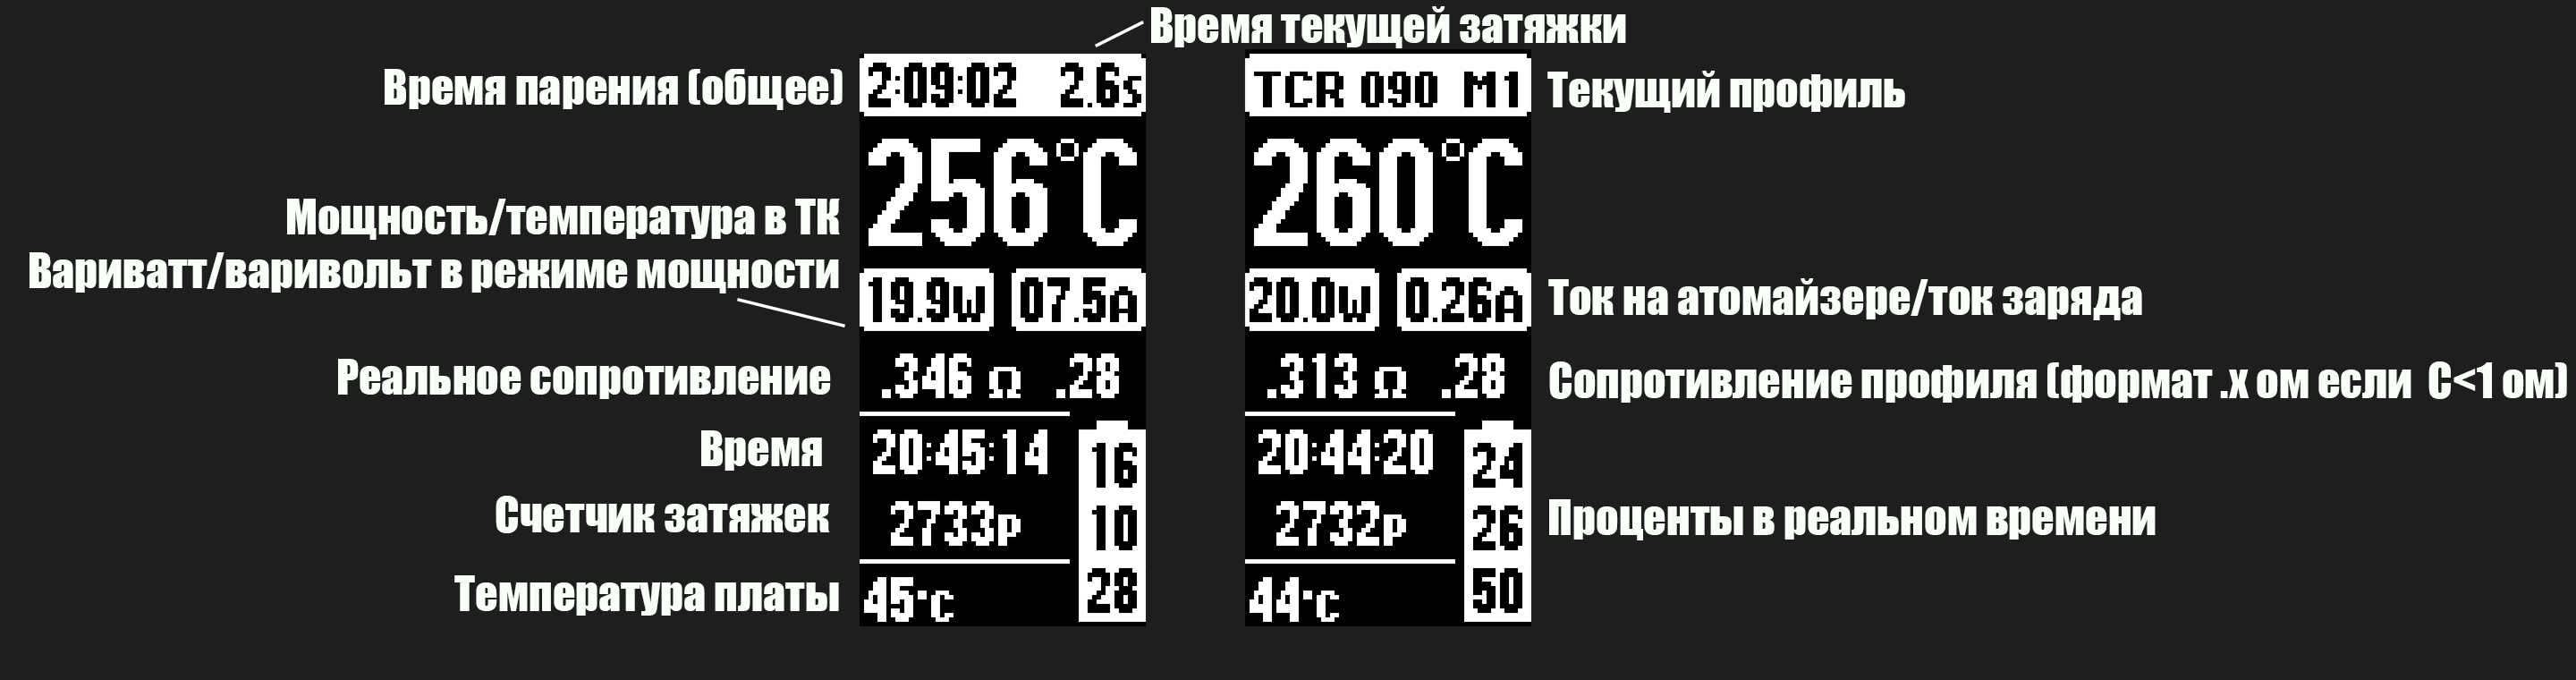 Время текущей затяжки
Время парения (общее)
2:09:02 2.6s
TCR 090 M1
Текущий профиль
256°C
260°C
Мощность/температура в ТК
Вариватт/варивольт в режиме мощности
19.9W 07.5A
20.0W 0.26A
Ток на атомайзере/ток заряда
Реальное сопротивление
.346 Ω .28
.313 Ω .28
Сопротивление профиля (формат .х ом если С<1 ом)
Время
20:45:14
16
20:44:20
24
Счетчик затяжек
2733P
10
2732P
26
Проценты в реальном времени
Температура платы
45°C
28
44°C
50